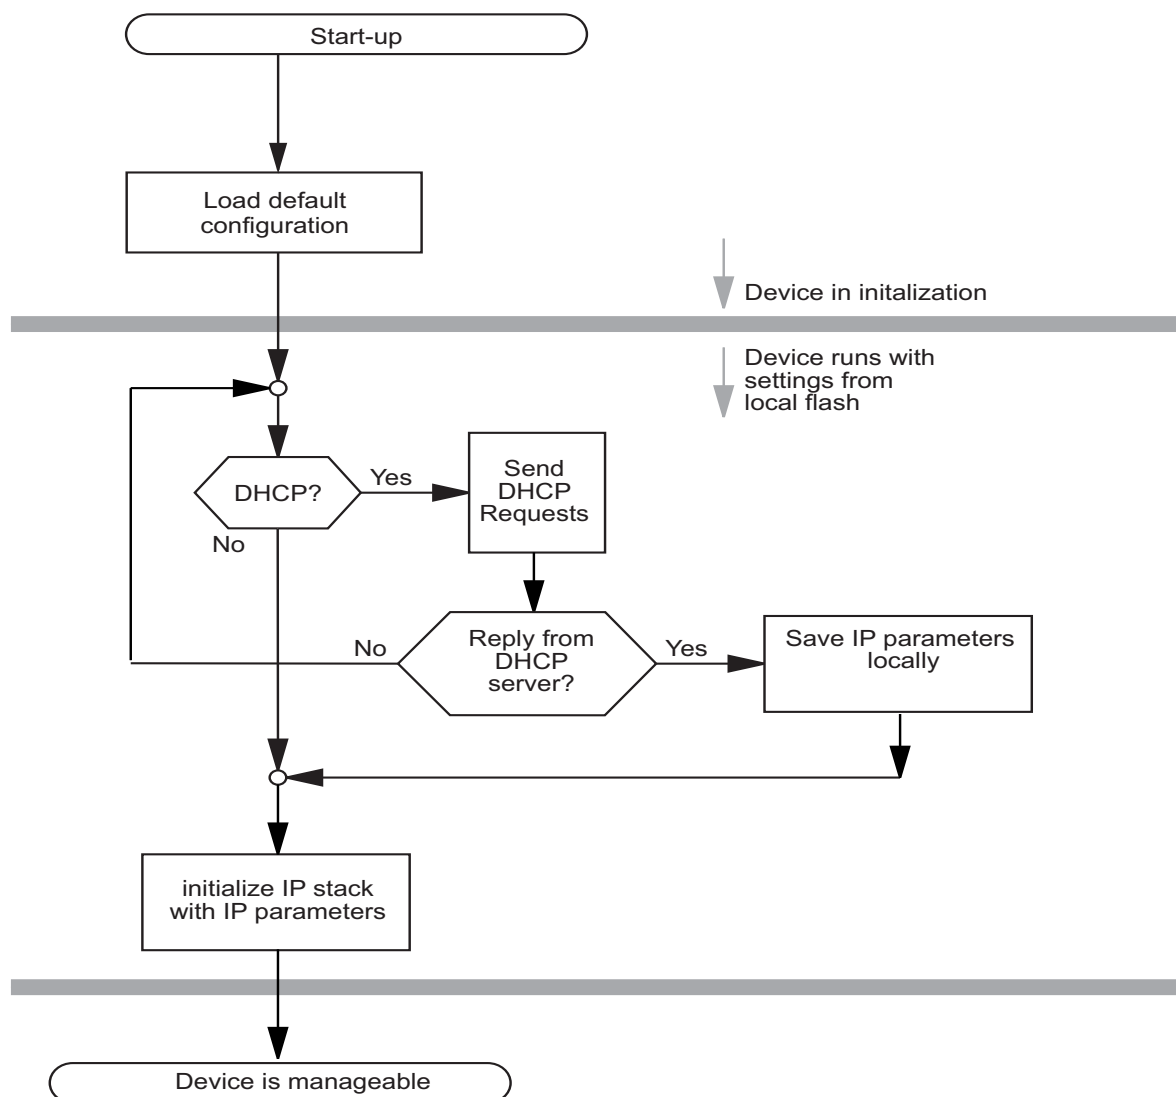 Start-up
Load default
configuration
Device in initalization
Device runs with
settings from
local flash
DHCP?
Yes
Send
DHCP
Requests
No
Reply from
DHCP
server?
No
Yes
Save IP parameters
locally
initialize IP stack
with IP parameters
Device is manageable